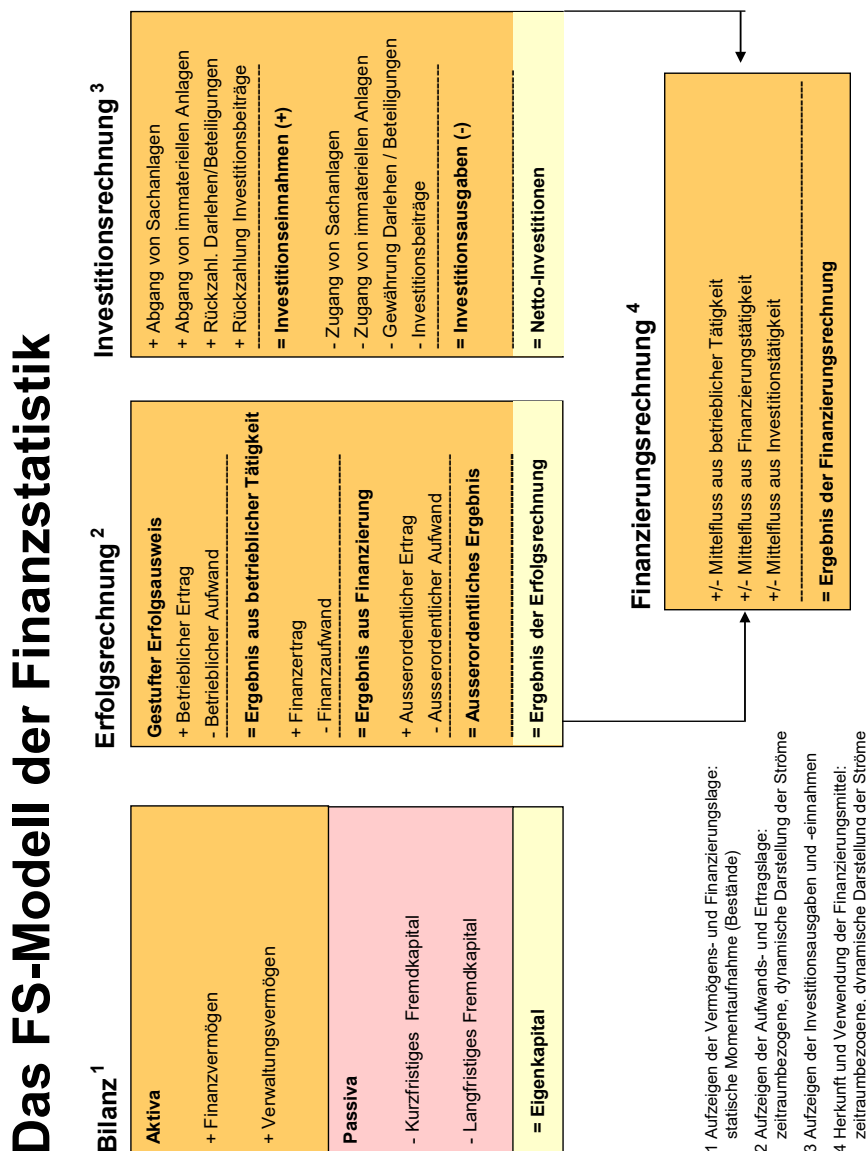 Das FS-Modell der Finanzstatistik
Bilanz1
Aktiva
+ Finanzvermögen
+ Verwaltungsvermögen
Passiva
- Kurzfristiges Fremdkapital
- Langfristiges Fremdkapital
= Eigenkapital
Erfolgsrechnung 2
Gestufter Erfolgsausweis
+ Betrieblicher Ertrag
- Betrieblicher Aufwand
= Ergebnis aus betrieblicher Tätigkeit
+ Finanzertrag
- Finanzaufwand
= Ergebnis aus Finanzierung
+ Ausserordentlicher Ertrag
- Ausserordentlicher Aufwand
= Ausserordentliches Ergebnis
= Ergebnis der Erfolgsrechnung
Investitionsrechnung 3
+ Abgang von Sachanlagen
+ Abgang von immateriellen Anlagen
+ Rückzahl. Darlehen/Beteiligungen
+ Rückzahlung Investitionsbeiträge
= Investitionseinnahmen (+)
- Zugang von Sachanlagen
- Zugang von immateriellen Anlagen
- Gewährung Darlehen / Beteiligungen
- Investitionsbeiträge
= Investitionsausgaben (-)
= Netto-Investitionen
Finanzierungsrechnung 4
+/- Mittelfluss aus betrieblicher Tätigkeit
+/- Mittelfluss aus Finanzierungstätigkeit
+/- Mittelfluss aus Investitionstätigkeit
= Ergebnis der Finanzierungsrechnung
1 Aufzeigen der Vermögens- und Finanzierungslage:
statische Momentaufnahme (Bestände)
2 Aufzeigen der Aufwands- und Ertragslage:
zeitraumbezogene, dynamische Darstellung der Ströme
3 Aufzeigen der Investitionsausgaben und -einnahmen
4 Herkunft und Verwendung der Finanzierungsmittel:
zeitraumbezogene, dynamische Darstellung der Ströme